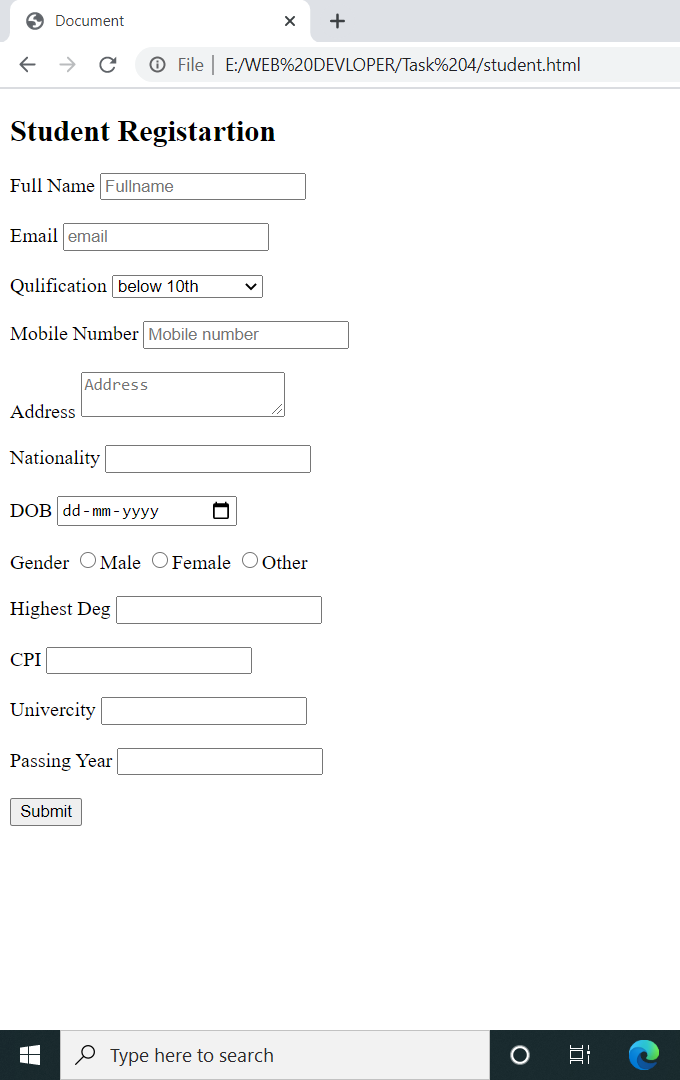 Document
File | E:/WEB%20DEVLOPER/Task%204/student.html
Student Registartion
Full Name Fullname
Email email
Qulification below 10th
Mobile Number Mobile number
Address Address
Nationality
DOB dd-mm-yyyy
Gender Male Female Other
Highest Deg
CPI
Univercity
Passing Year
Submit
Type here to search